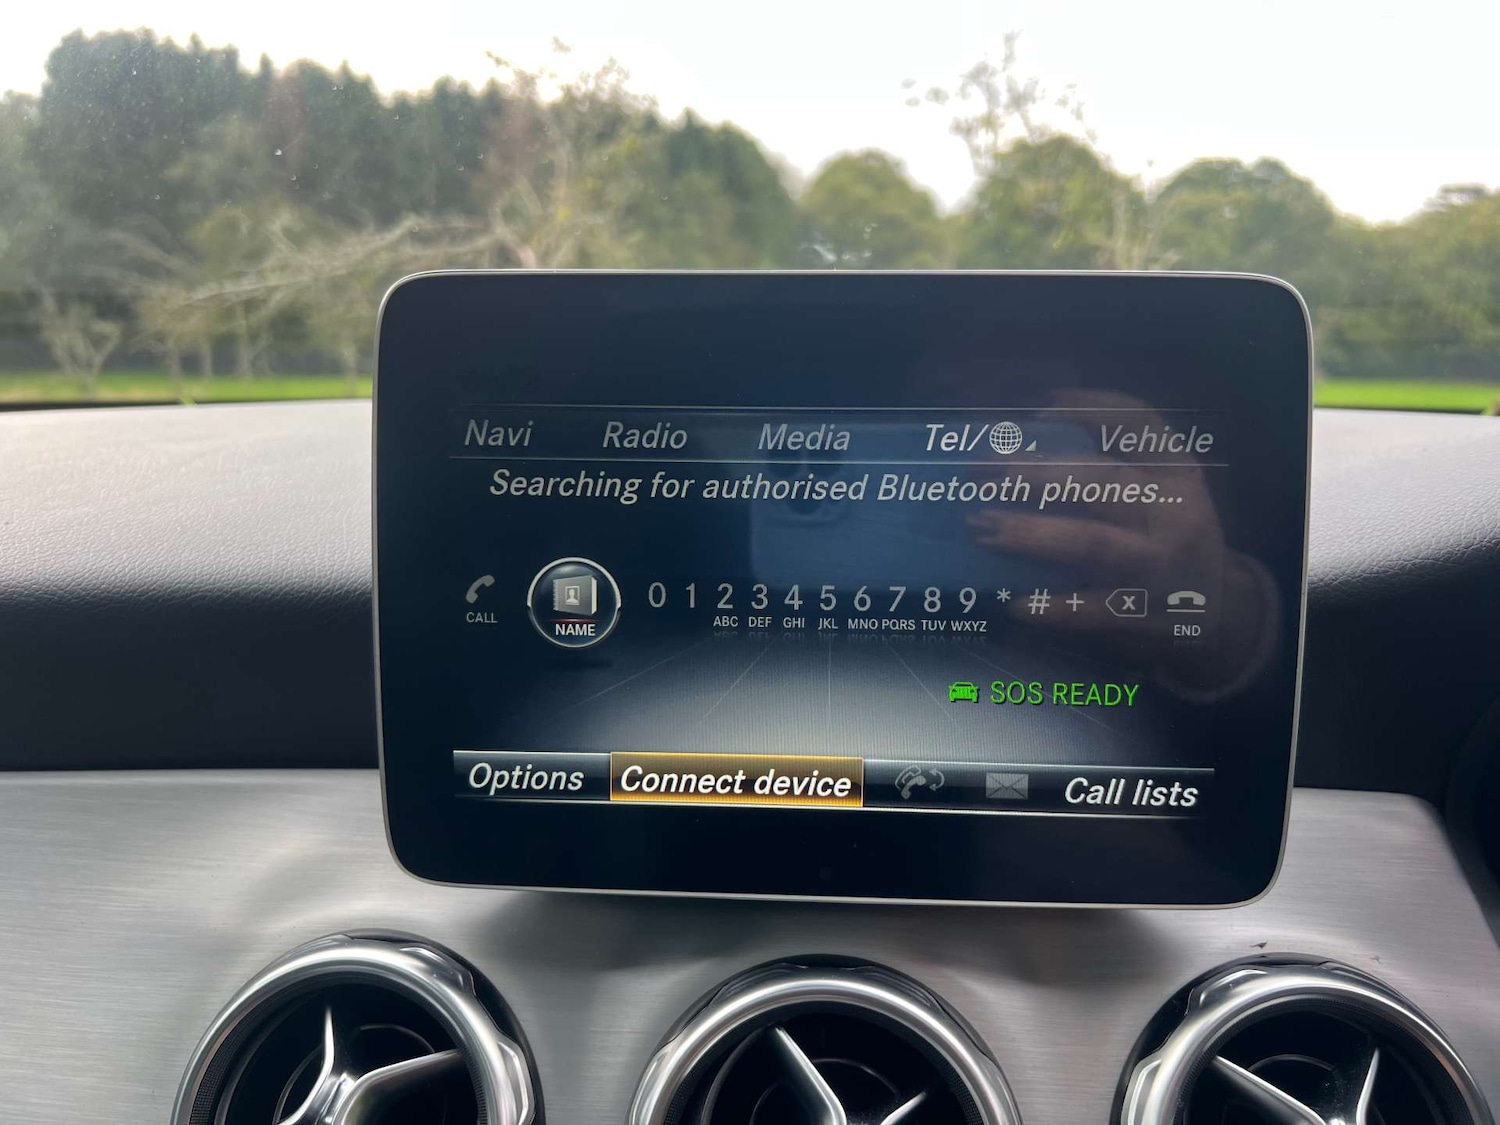 Navi Radio Media Tel/ Vehicle
Searching for authorised Bluetooth phones...
0 1 2 3 4 5 6 7 8 9 * # + x
CALL NAME ABC DEF GHI JKL MNO PQRS TUV WXYZ END
SOS READY
Options Connect device Call lists